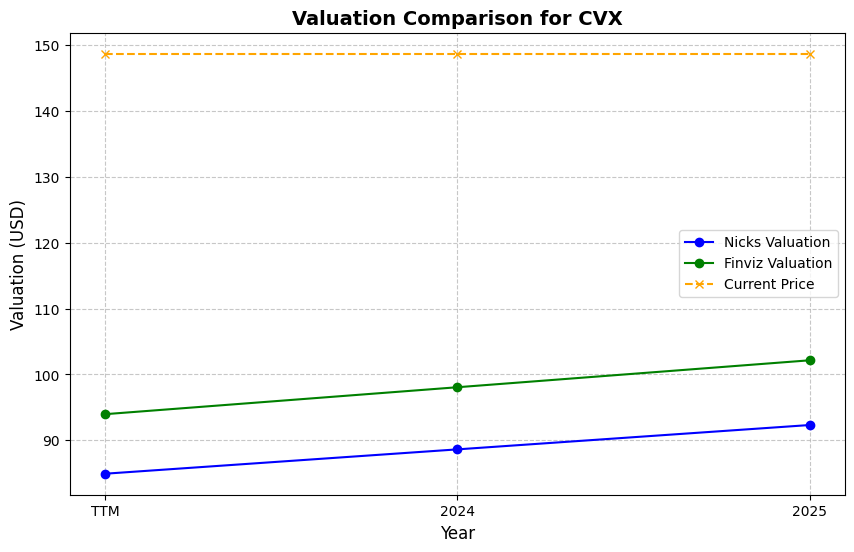 Valuation Comparison for CVX
Valuation (USD)
150
140
130
120
110
100
90
Nicks Valuation
Finviz Valuation
Current Price
TTM
2024
2025
Year